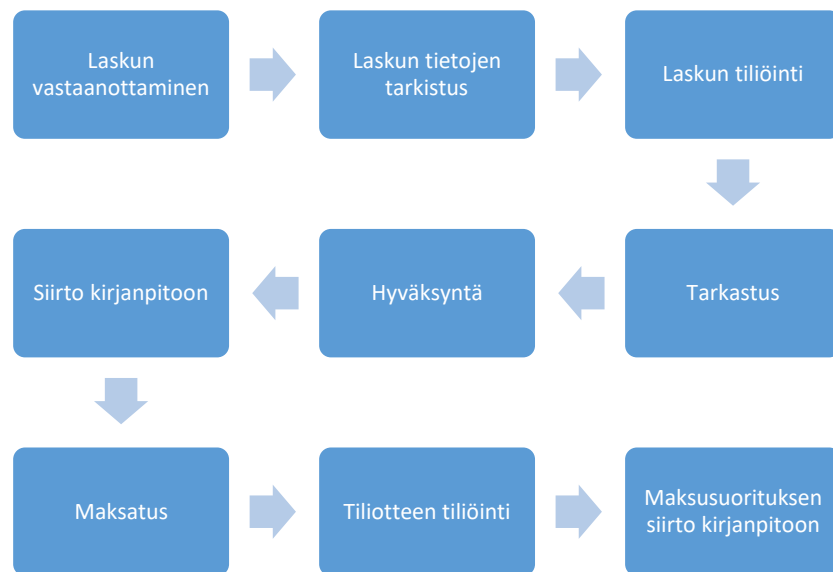 Laskun
vastaanottaminen
Laskun tietojen
tarkistus
Laskun tiliöinti
Tarkastus
Hyväksyntä
Siirto kirjanpitoon
Maksatus
Tiliotteen tiliöinti
Maksusuorituksen
siirto kirjanpitoon